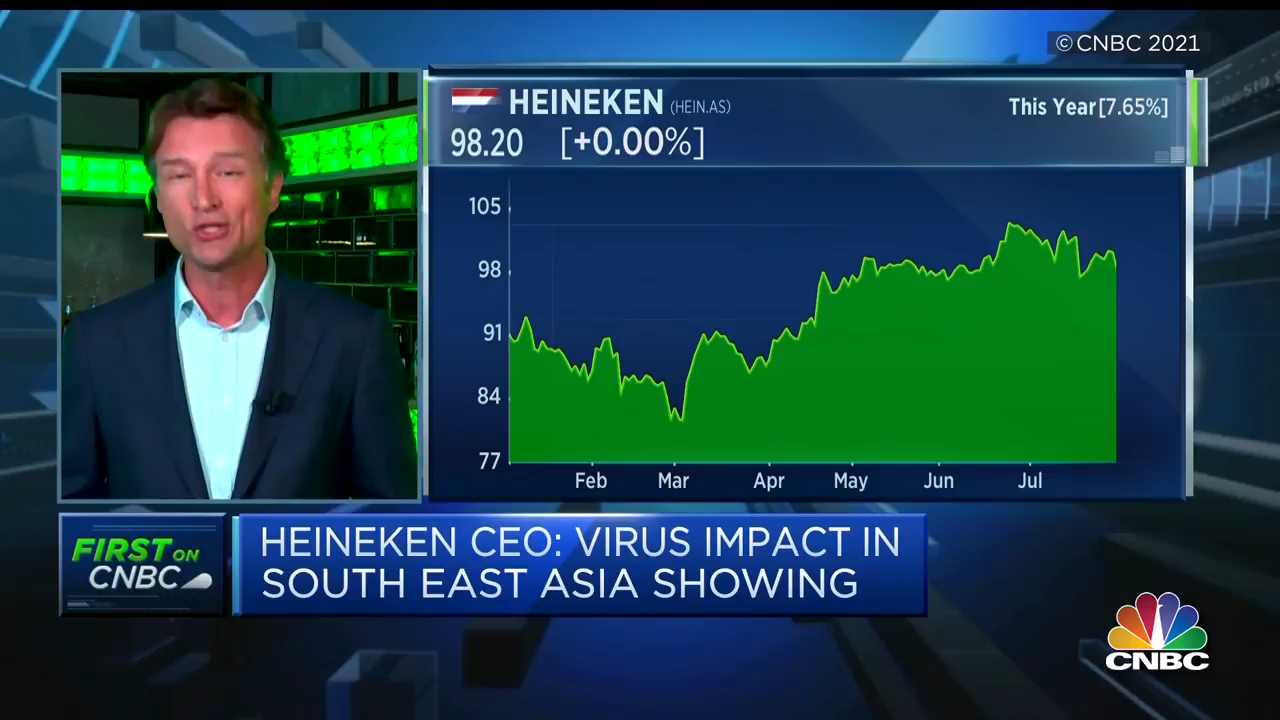 © CNBC 2021
HEINEKEN (HEIN.AS)
This Year[7.65%]
98.20 [+0.00%]
105
98
91
84
77
Feb Mar Apr May Jun Jul
FIRST ON
CNBC
HEINEKEN CEO: VIRUS IMPACT IN
SOUTH EAST ASIA SHOWING
CNBC